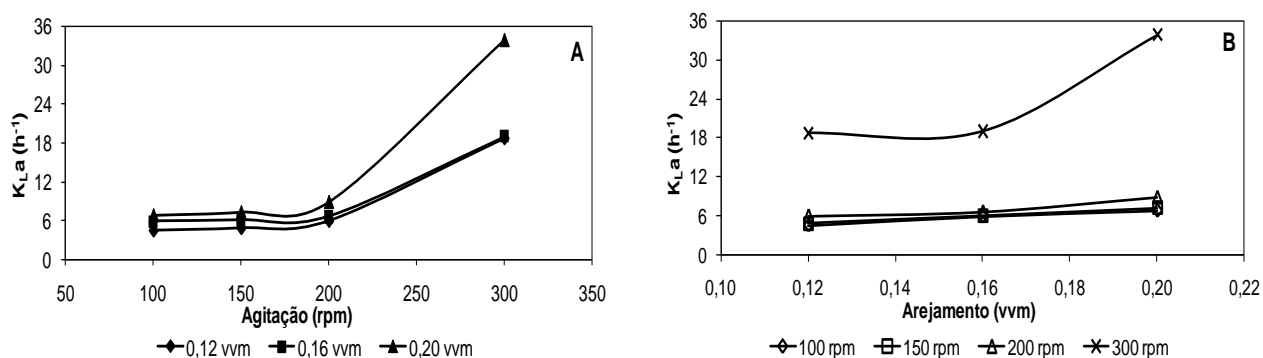 36
30
24
18
12
6
0
K_L a (h⁻¹)
A
50 100 150 200 250 300 350
Agitação (rpm)
0,12 vvm 0,16 vvm 0,20 vvm
36
30
24
18
12
6
0
K_L a (h⁻¹)
B
0,10 0,12 0,14 0,16 0,18 0,20 0,22
Arejamento (vvm)
100 rpm 150 rpm 200 rpm 300 rpm